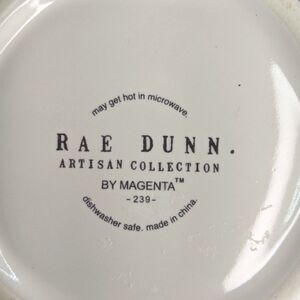 may get hot in microwave.
RAE DUNN.
ARTISAN COLLECTION
BY MAGENTA™
- 239 -
dishwasher safe. made in china.